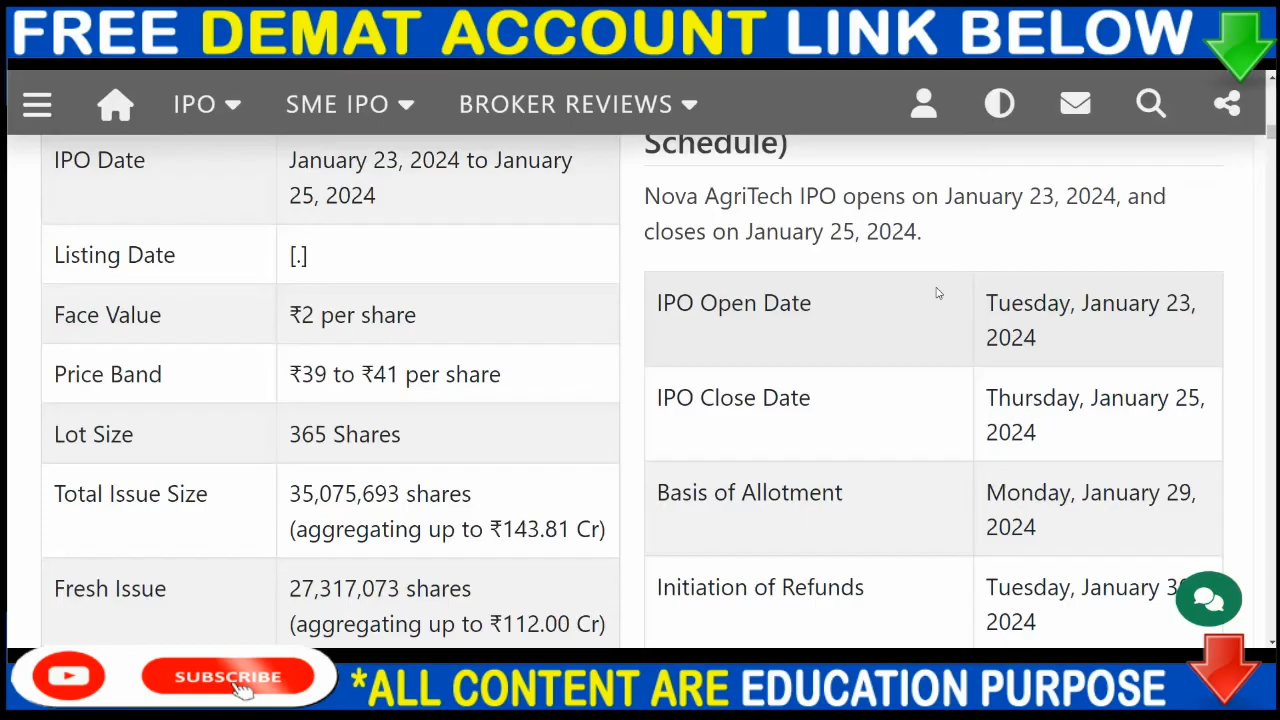 FREE DEMAT ACCOUNT LINK BELOW
IPO
SME IPO
BROKER REVIEWS
IPO Date
January 23, 2024 to January
25, 2024
Listing Date
[.]
Face Value
₹2 per share
Price Band
₹39 to ₹41 per share
Lot Size
365 Shares
Total Issue Size
35,075,693 shares
(aggregating up to ₹143.81 Cr)
Fresh Issue
27,317,073 shares
(aggregating up to ₹112.00 Cr)
Schedule)
Nova AgriTech IPO opens on January 23, 2024, and
closes on January 25, 2024.
IPO Open Date
Tuesday, January 23,
2024
IPO Close Date
Thursday, January 25,
2024
Basis of Allotment
Monday, January 29,
2024
Initiation of Refunds
Tuesday, January
2024
SUBSCRIBE
*ALL CONTENT ARE EDUCATION PURPOSE